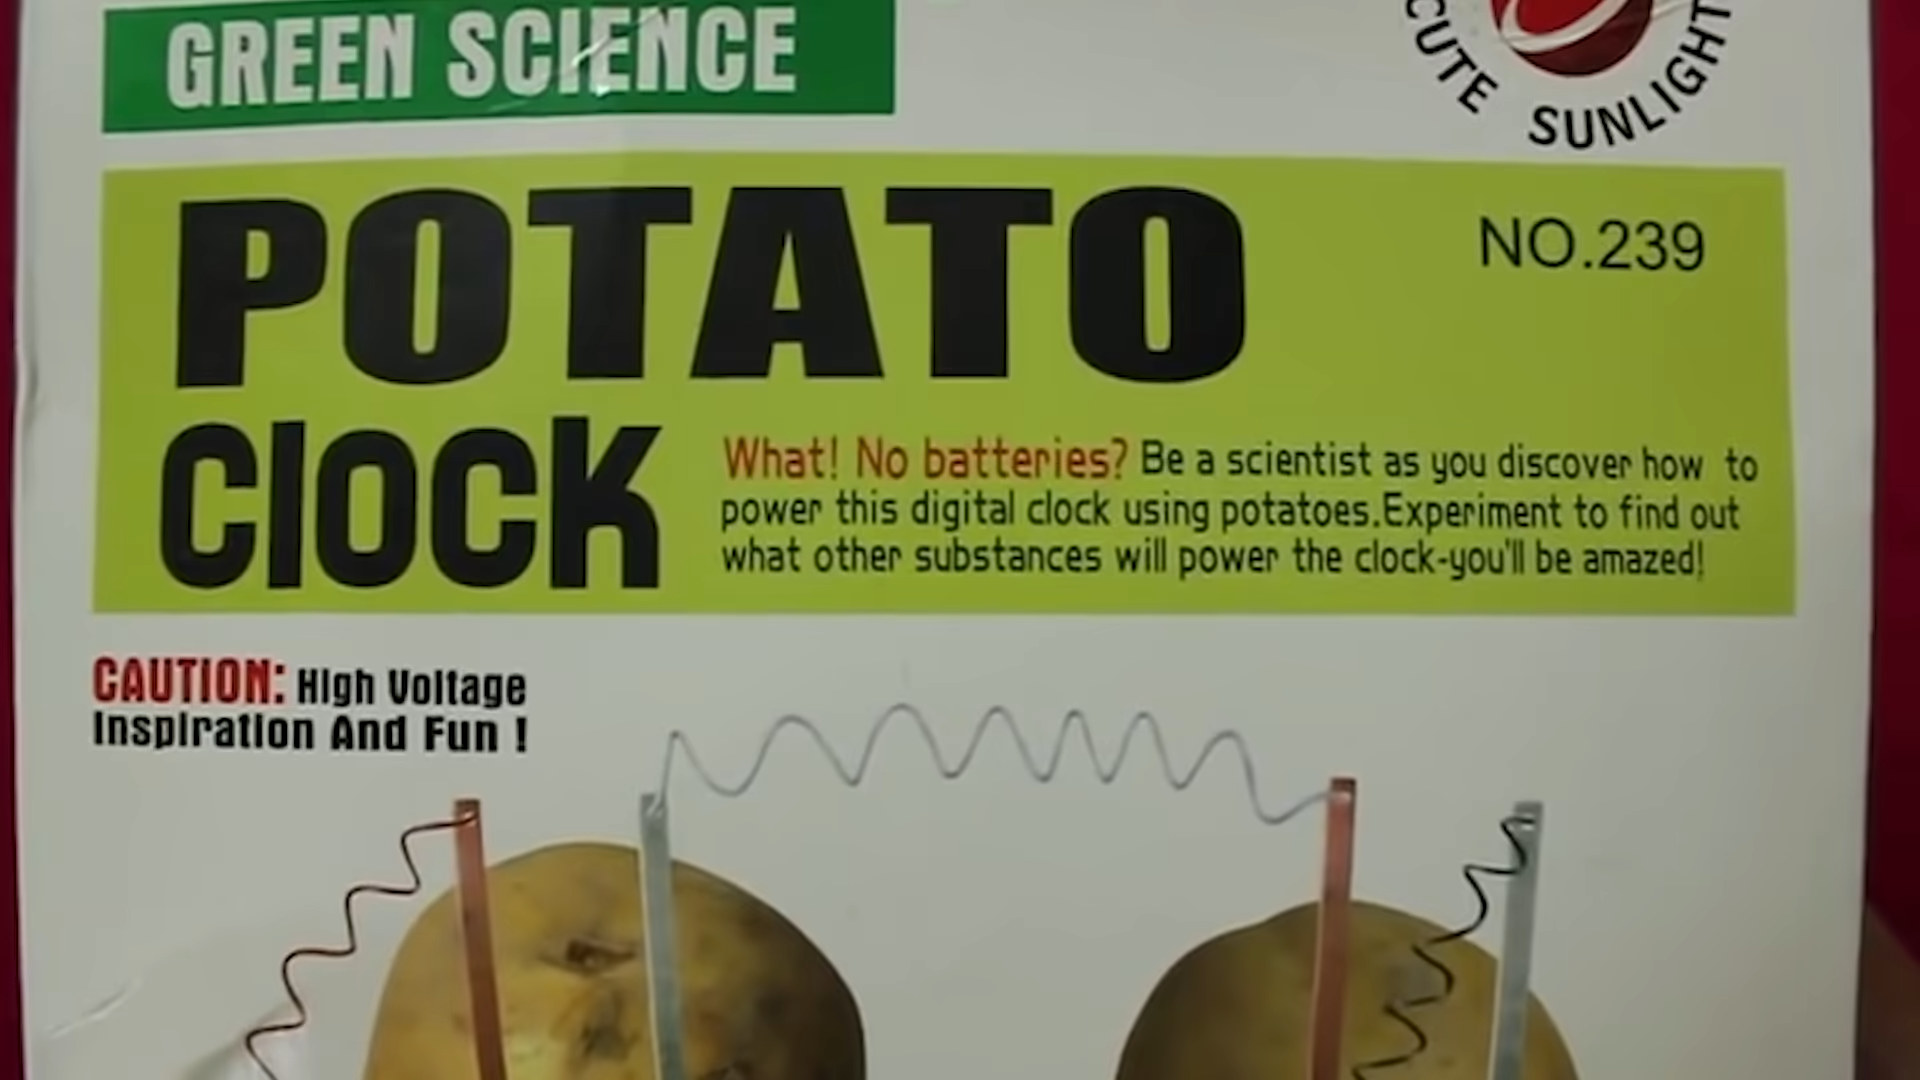 GREEN SCIENCE
CUTE SUNLIGHT
POTATO
NO.239
Clock
What! No batteries? Be a scientist as you discover how to
power this digital clock using potatoes.Experiment to find out
what other substances will power the clock-you'll be amazed!
CAUTION: High Voltage
Inspiration And Fun !